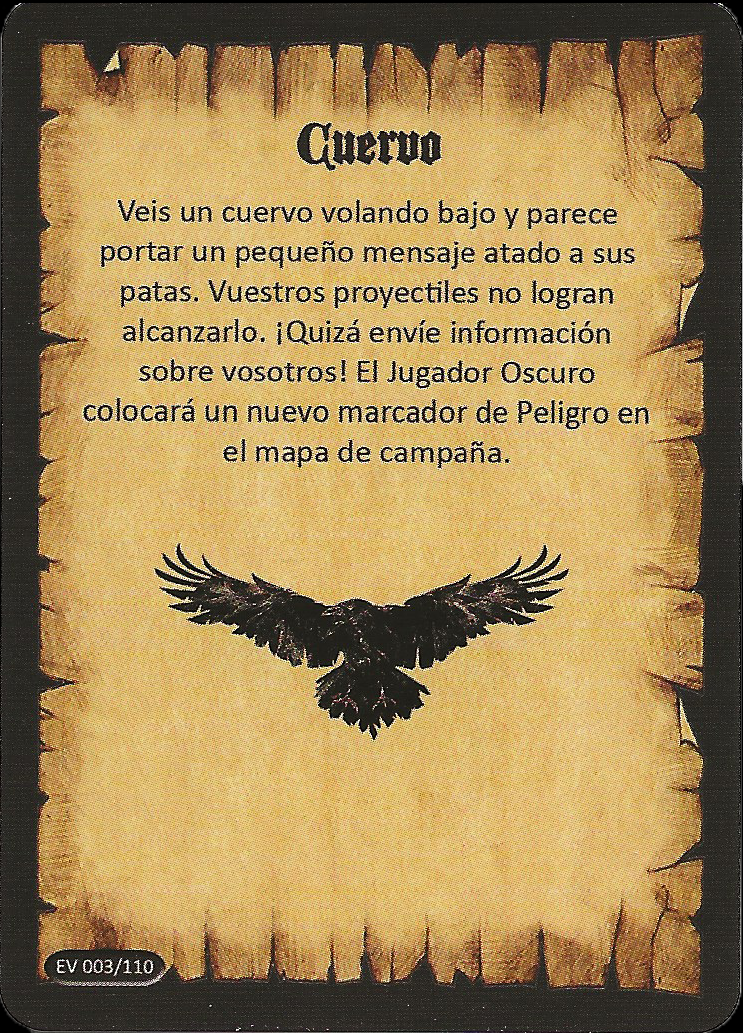 Cuervo
Veis un cuervo volando bajo y parece
portar un pequeño mensaje atado a sus
patas. Vuestros proyectiles no logran
alcanzarlo. ¡Quizá envíe información
sobre vosotros! El Jugador Oscuro
colocará un nuevo marcador de Peligro en
el mapa de campaña.
EV 003/110